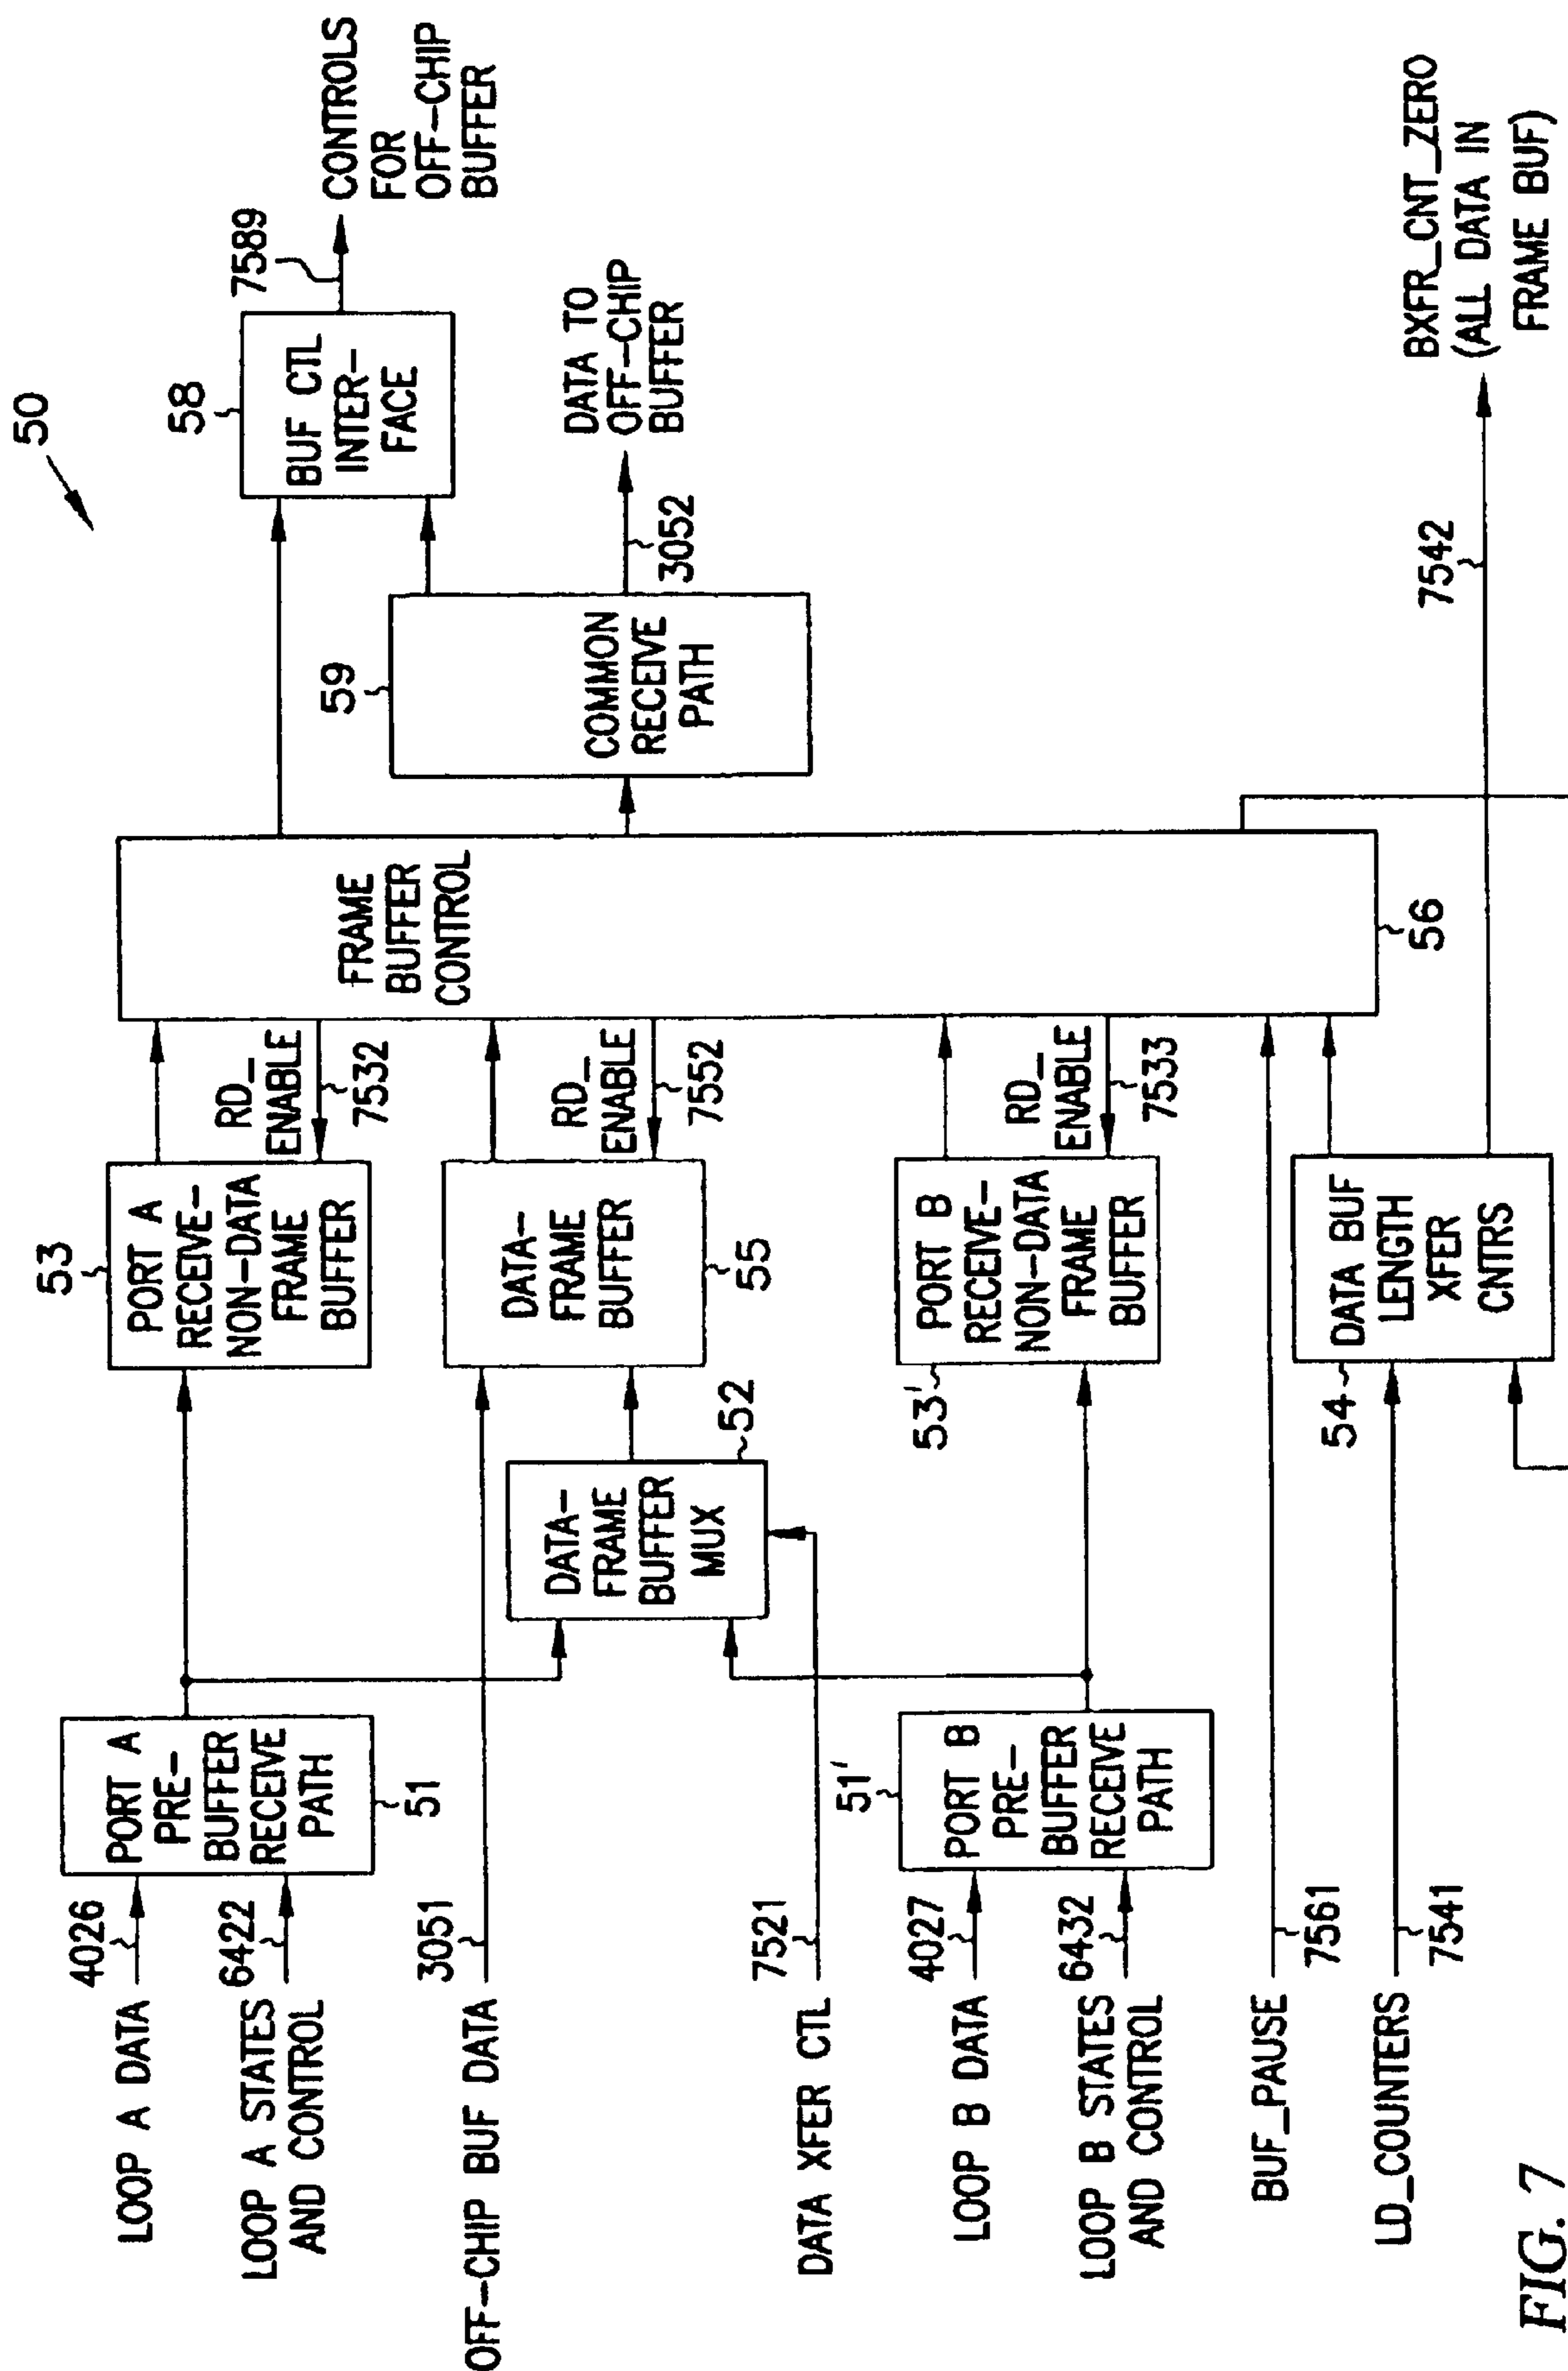 50
LOOP A DATA
4026
LOOP A STATES
AND CONTROL
6422
PORT A
PRE-
BUFFER
RECEIVE
PATH
51
OFF-CHIP BUF DATA
3051
DATA XFER CTL
7521
LOOP B DATA
4027
LOOP B STATES
AND CONTROL
6432
51'
PORT B
PRE-
BUFFER
RECEIVE
PATH
BUF_PAUSE
7561
LD_COUNTERS
7541
DATA-
FRAME
BUFFER
MUX
52
53
PORT A
RECEIVE-
NON-DATA
FRAME
BUFFER
DATA-
FRAME
BUFFER
55
53'
PORT B
RECEIVE-
NON-DATA
FRAME
BUFFER
54
DATA BUF
LENGTH
XFER
CNTRS
RD_
ENABLE
7532
RD_
ENABLE
7552
RD_
ENABLE
7533
FRAME
BUFFER
CONTROL
56
59
COMMON
RECEIVE
PATH
58
BUF CTL
INTER-
FACE
7589
CONTROLS
FOR
OFF-CHIP
BUFFER
3052
DATA TO
OFF-CHIP
BUFFER
7542
BXFR_CNT_ZERO
(ALL DATA IN
FRAME BUF)
FIG. 7